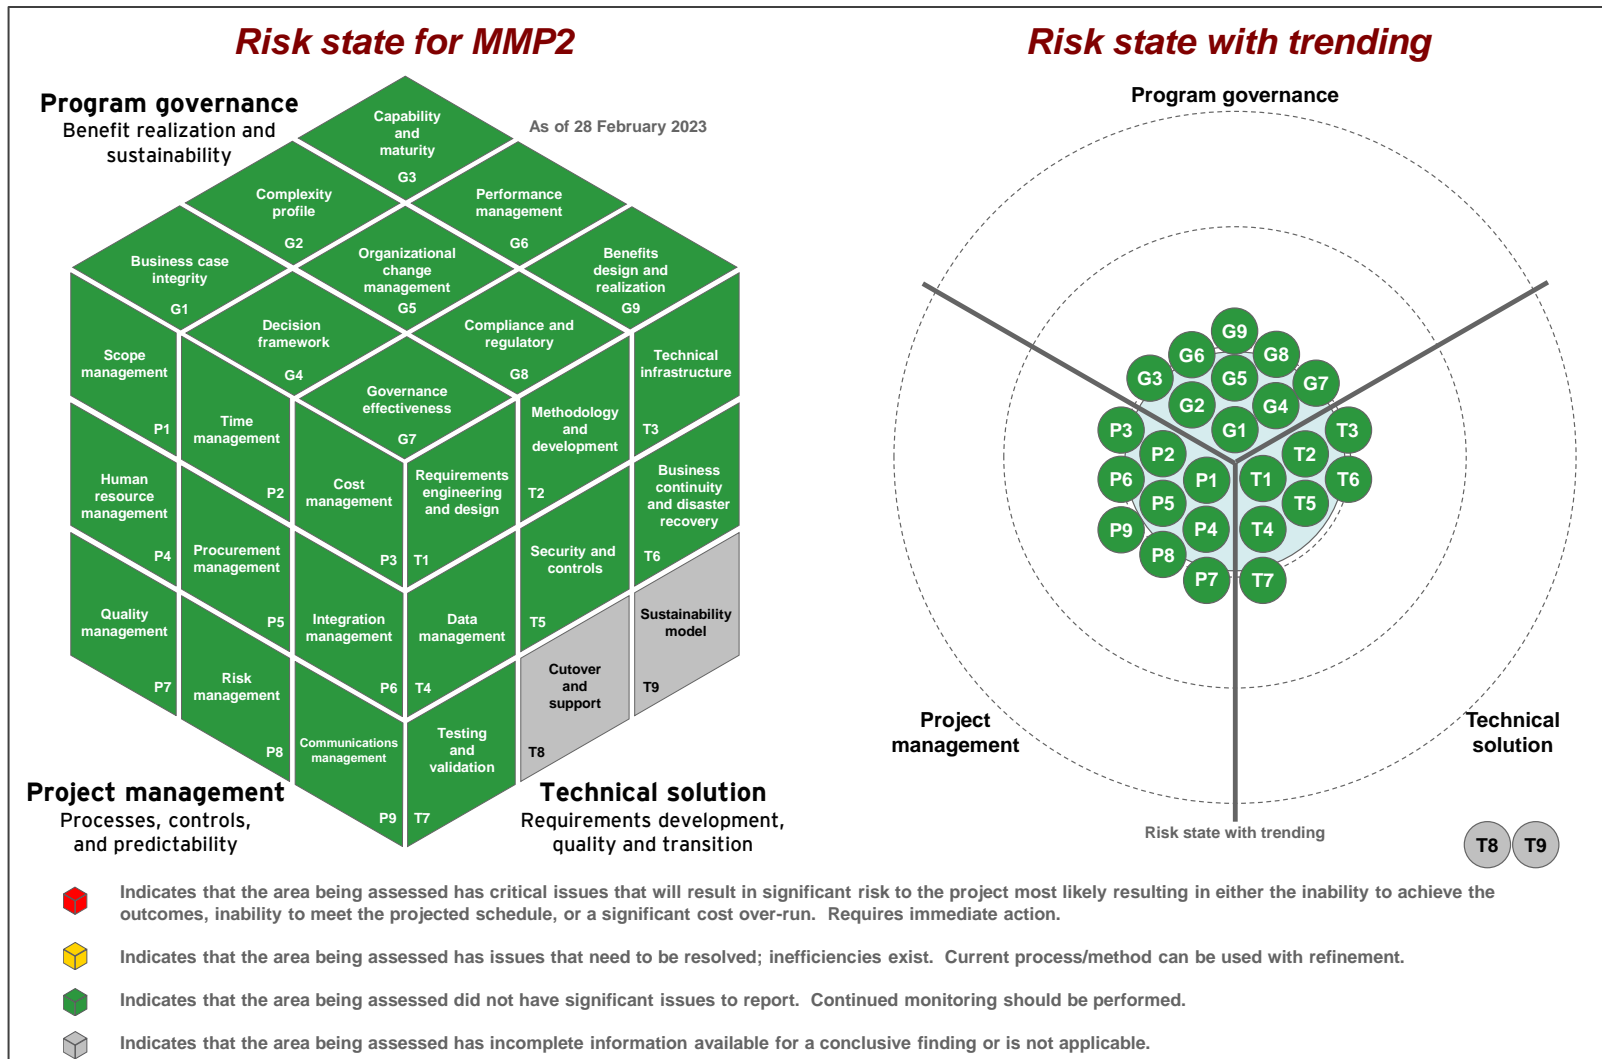 Risk state for MMP2
Risk state with trending
Program governance
Benefit realization and
sustainability
As of 28 February 2023
Capability
and
maturity
G3
Complexity
profile
G2
Performance
management
G6
Business case
integrity
G1
Organizational
change
management
G5
Benefits
design and
realization
G9
Decision
framework
G4
Compliance and
regulatory
G8
Governance
effectiveness
G7
Scope
management
P1
Time
management
P2
Cost
management
P3
Human
resource
management
P4
Procurement
management
P5
Integration
management
P6
Quality
management
P7
Risk
management
P8
Communications
management
P9
Requirements
engineering
and design
T1
Methodology
and
development
T2
Technical
infrastructure
T3
Data
management
T4
Security and
controls
T5
Business
continuity
and disaster
recovery
T6
Testing
and
validation
T7
Cutover
and
support
T8
Sustainability
model
T9
Project management
Processes, controls,
and predictability
Technical solution
Requirements development,
quality and transition
Program governance
G9
G6
G8
G3
G5
G7
G2
G4
G1
P3
P2
P1
P6
P5
P4
P9
P8
P7
T3
T2
T1
T6
T5
T4
T7
Project
management
Technical
solution
Risk state with trending
T8
T9
Indicates that the area being assessed has critical issues that will result in significant risk to the project most likely resulting in either the inability to achieve the
outcomes, inability to meet the projected schedule, or a significant cost over-run. Requires immediate action.
Indicates that the area being assessed has issues that need to be resolved; inefficiencies exist. Current process/method can be used with refinement.
Indicates that the area being assessed did not have significant issues to report. Continued monitoring should be performed.
Indicates that the area being assessed has incomplete information available for a conclusive finding or is not applicable.